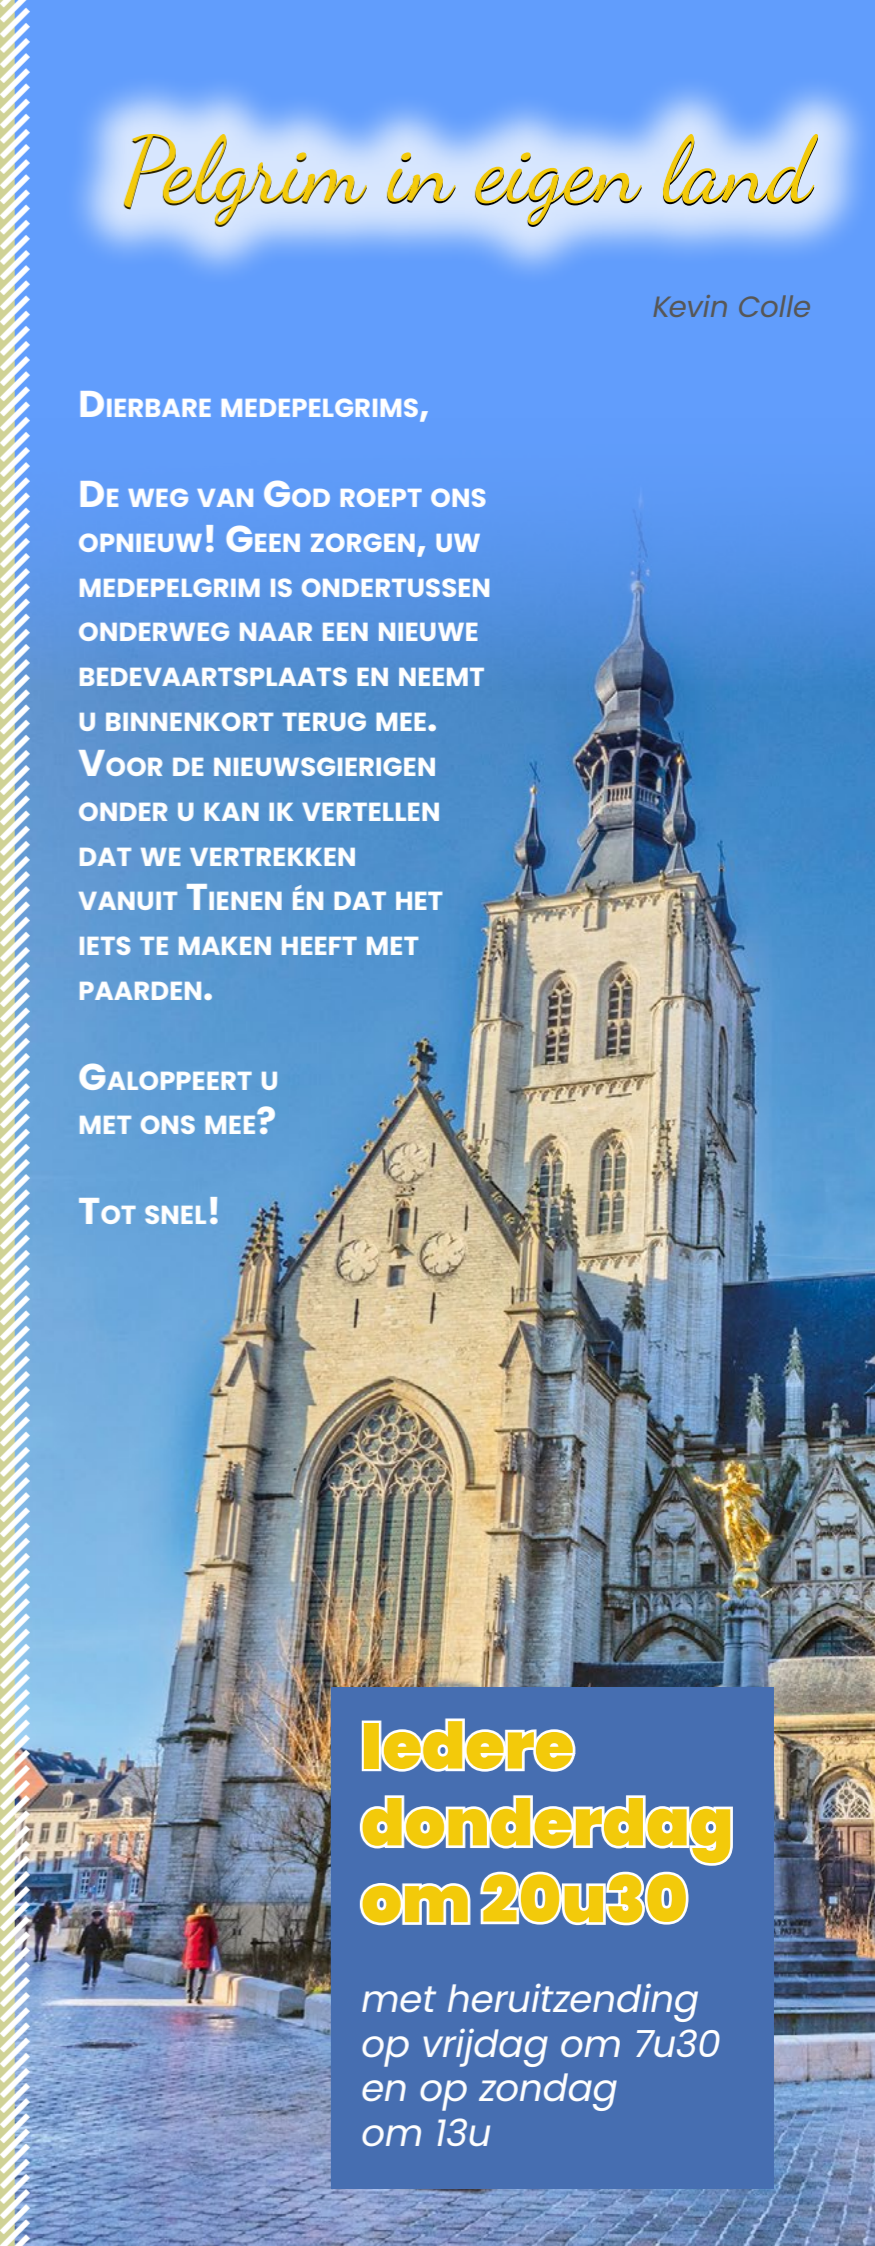 Pelgrim in eigen land
Kevin Colle
Dierbare medepelgrims,
De weg van God roept ons
opnieuw! Geen zorgen, uw
medepelgrim is ondertussen
onderweg naar een nieuwe
bedevaartsplaats en neemt
u binnenkort terug mee.
Voor de nieuwsgierigen
onder u kan ik vertellen
dat we vertrekken
vanuit Tienen én dat het
iets te maken heeft met
paarden.
Galoppeert u
met ons mee?
Tot snel!
Iedere
donderdag
om 20u30
met heruitzending
op vrijdag om 7u30
en op zondag
om 13u